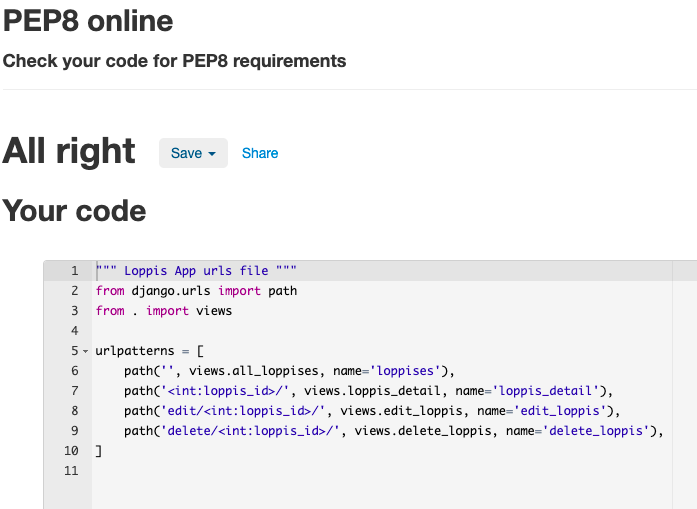 PEP8 online
Check your code for PEP8 requirements
All right Save Share
Your code
1 """ Loppis App urls file """
2 from django.urls import path
3 from . import views
4
5 urlpatterns = [
6     path('', views.all_loppises, name='loppises'),
7     path('<int:loppis_id>/', views.loppis_detail, name='loppis_detail'),
8     path('edit/<int:loppis_id>/', views.edit_loppis, name='edit_loppis'),
9     path('delete/<int:loppis_id>/', views.delete_loppis, name='delete_loppis'),
10 ]
11